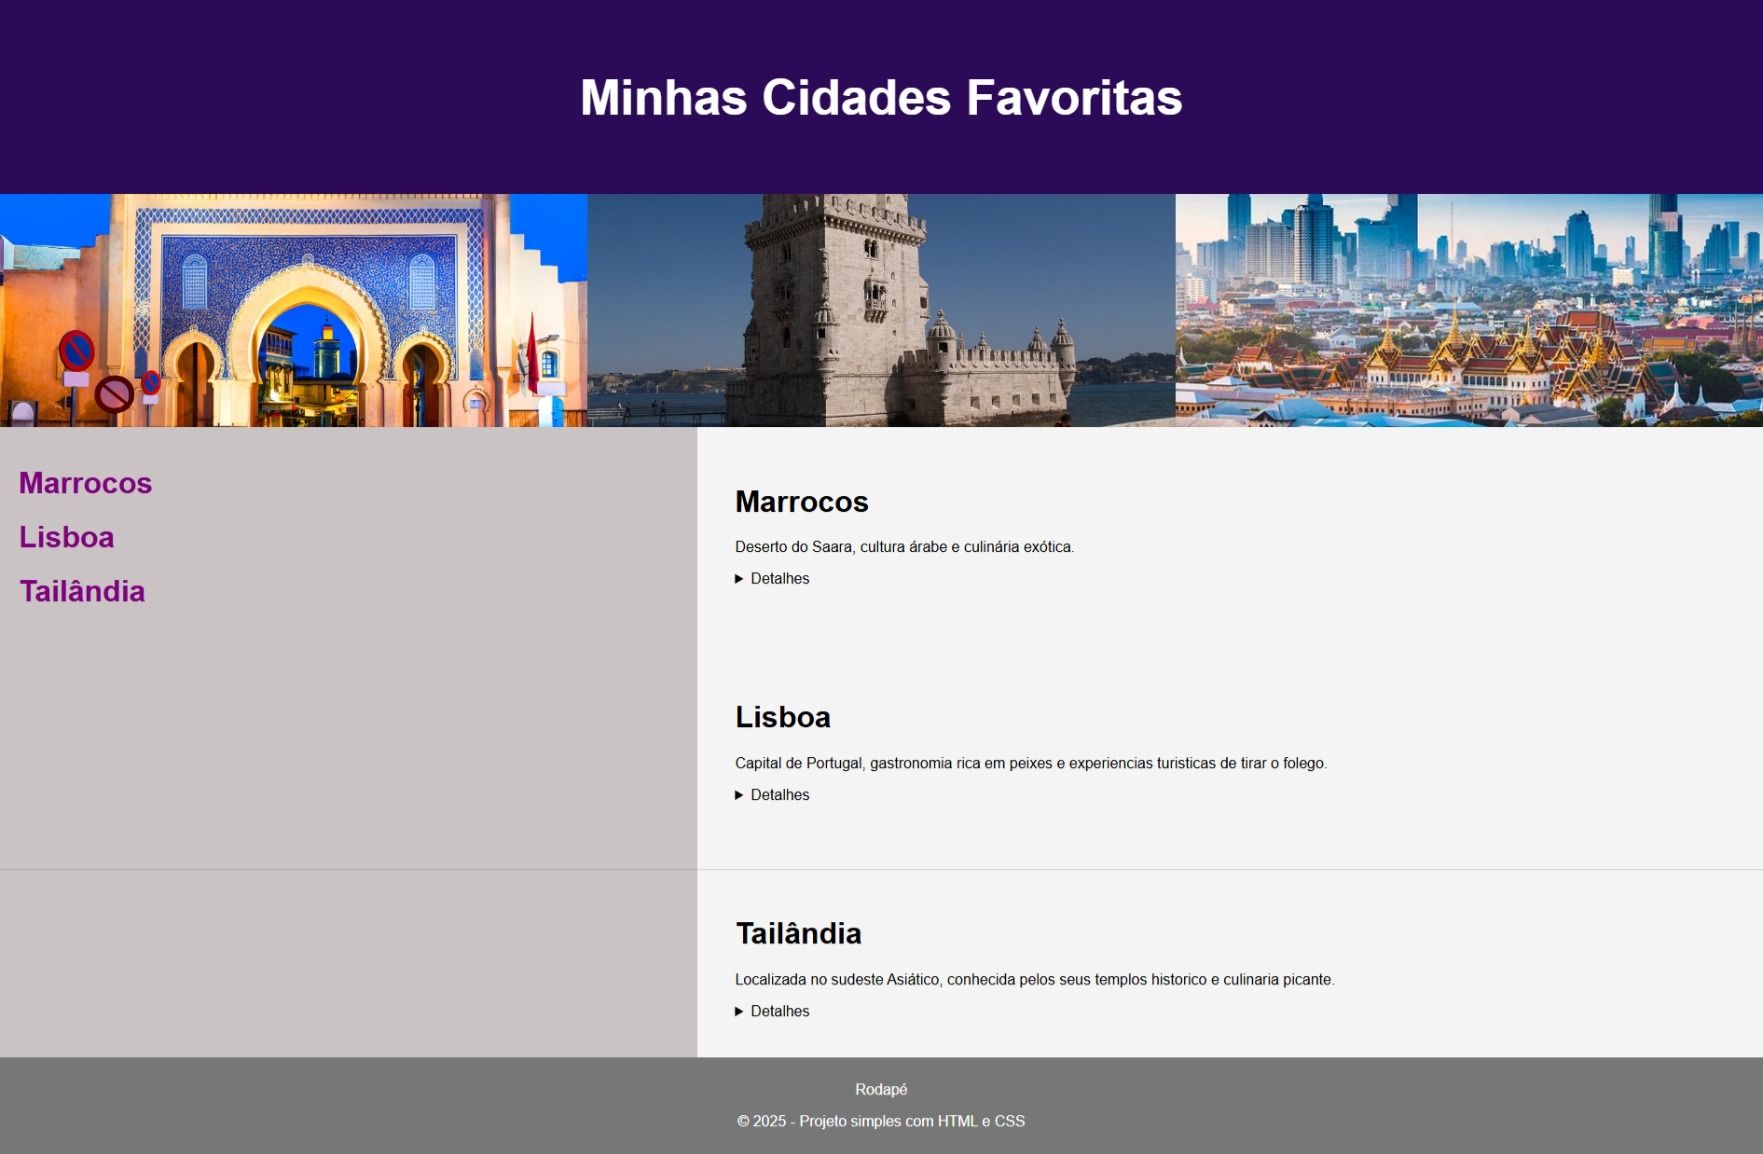 Minhas Cidades Favoritas
Marrocos
Lisboa
Tailândia
Marrocos
Deserto do Saara, cultura árabe e culinária exótica.
Detalhes
Lisboa
Capital de Portugal, gastronomia rica em peixes e experiencias turisticas de tirar o folego.
Detalhes
Tailândia
Localizada no sudeste Asiático, conhecida pelos seus templos historico e culinaria picante.
Detalhes
Rodapé
© 2025 - Projeto simples com HTML e CSS